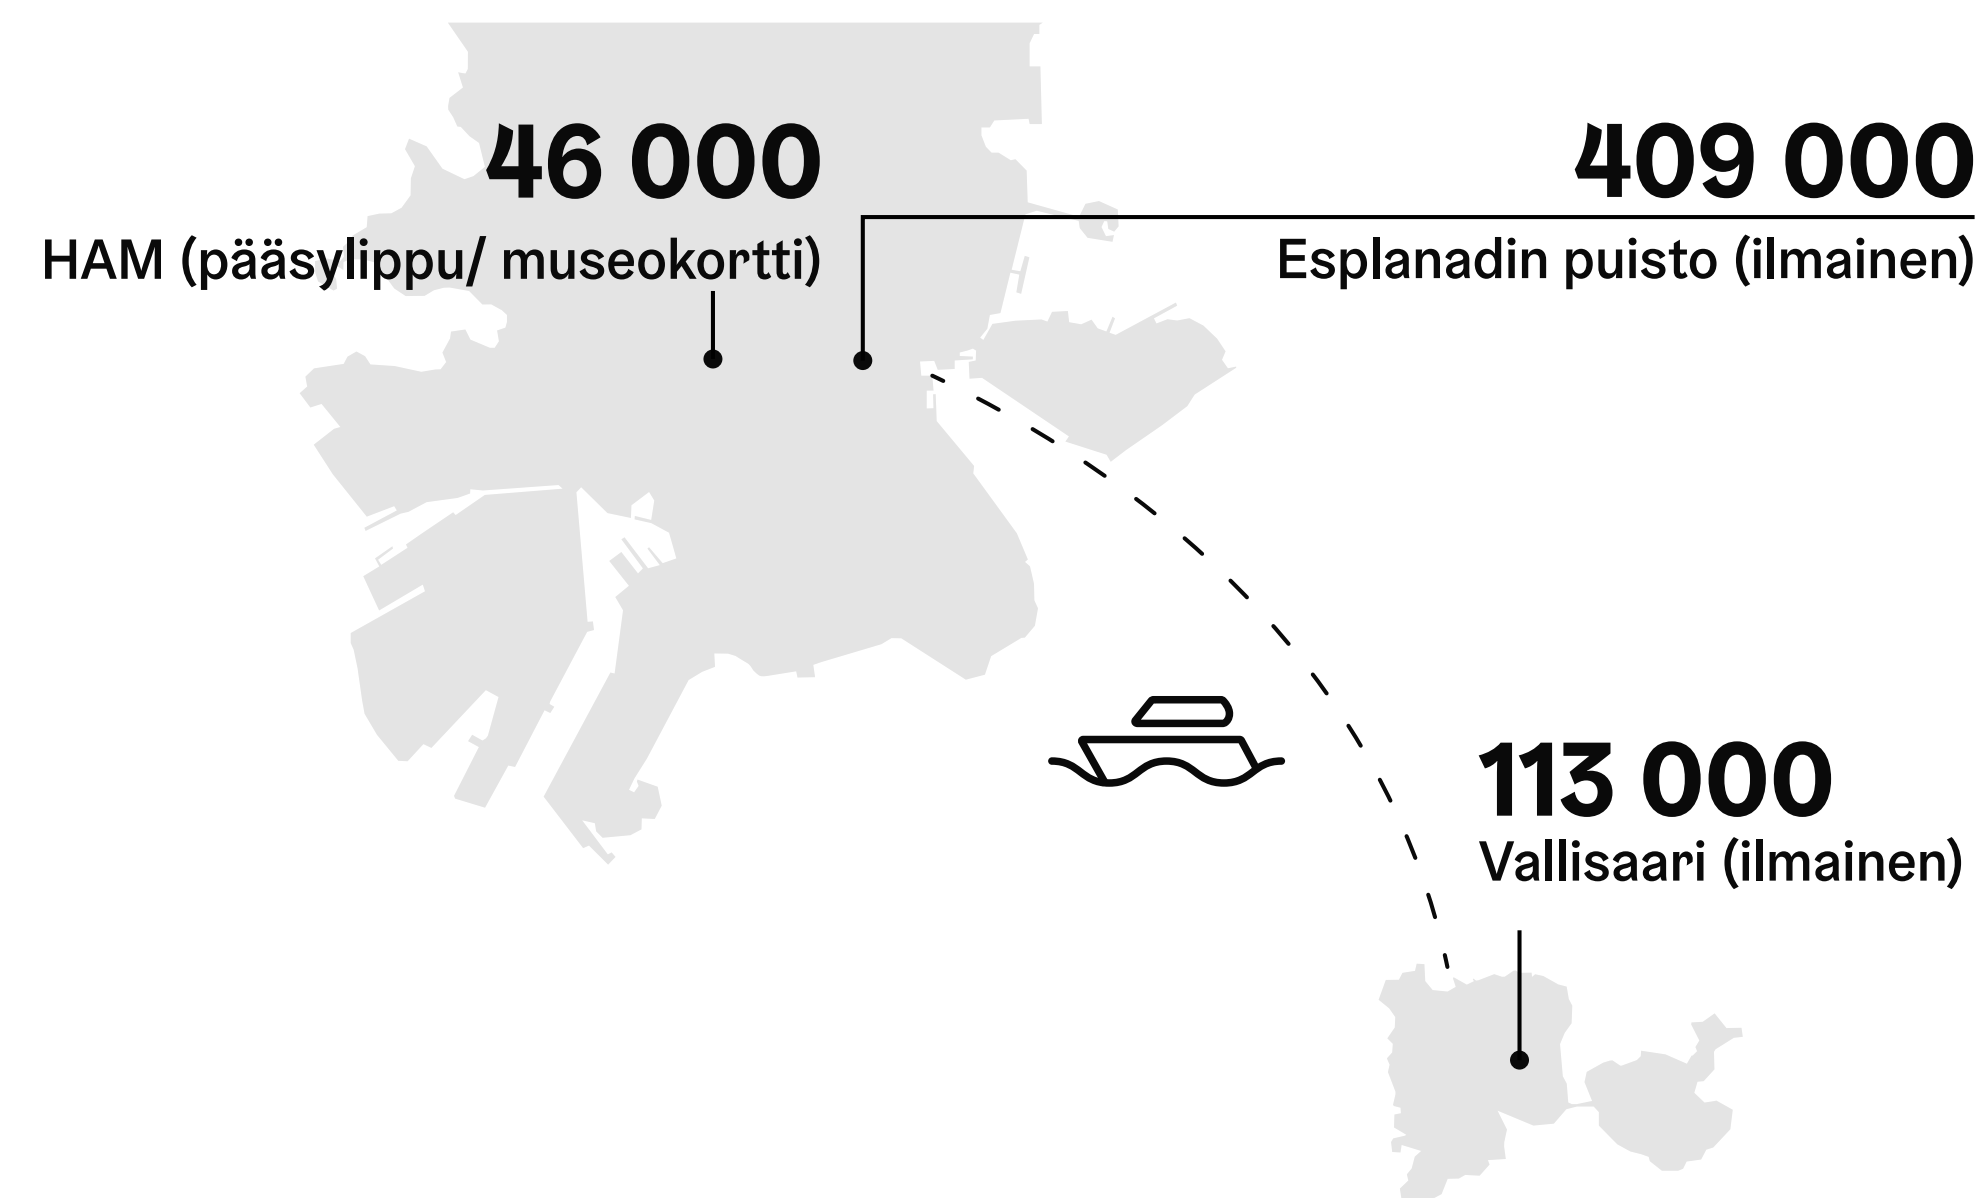 46 000
HAM (pääsylippu/ museokortti)
409 000
Esplanadin puisto (ilmainen)
113 000
Vallisaari (ilmainen)